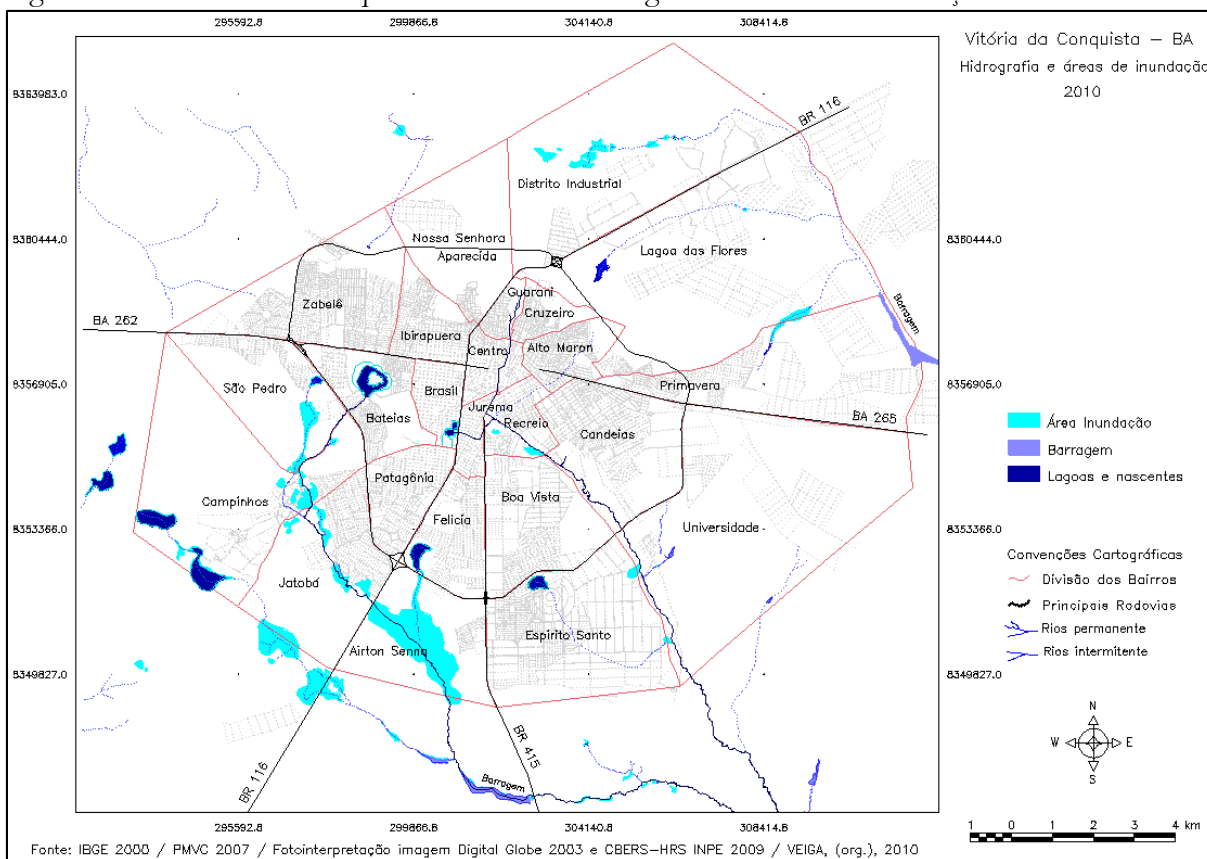 295592.8 299866.8 304140.8 308414.8
Vitória da Conquista – BA
Hidrografia e áreas de inundação
2010
8363983.0
BR 116
Distrito Industrial
8360444.0
8360444.0
Nossa Senhora
Aparecida
Lagoa das Flores
Guarani
Zabelê
Cruzeiro
Barragem
BA 262
Ibirapuera
Centro
Alto Maron
8356905.0
8356905.0
São Pedro
Brasil
Primavera
Jurema
BA 265
Bateias
Recreio
Candeias
Área Inundação
Barragem
Lagoas e nascentes
Patagônia
Campinhos
Boa Vista
Felicia
Universidade
8353366.0
8353366.0
Convenções Cartográficas
Jatobá
Divisão dos Bairros
Principais Rodovias
Espírito Santo
Rios permanente
Airton Senna
Rios intermitente
8349827.0
8349827.0
N
W E
S
BR 415
BR 116
Barragem
295592.8 299866.8 304140.8 308414.8
1 0 1 2 3 4 km
Fonte: IBGE 2000 / PMVC 2007 / Fotointerpretação imagem Digital Globe 2003 e CBERS–HRS INPE 2009 / VEIGA, (org.), 2010